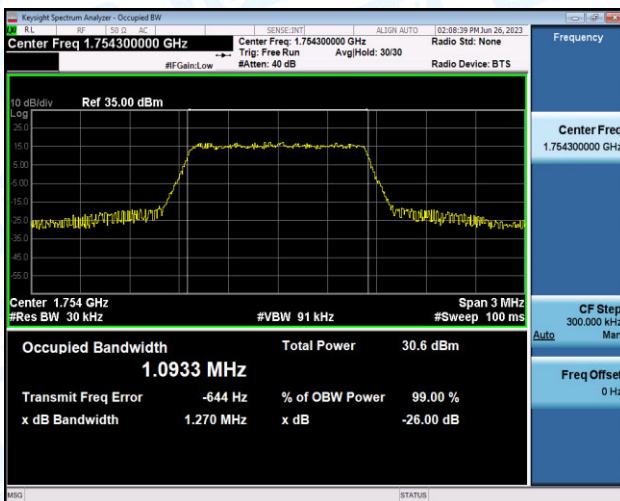 Keysight Spectrum Analyzer - Occupied BW
RL RF 50 Ω AC SENSE:INT ALIGN AUTO 02:08:39 PM Jun 26, 2023
Center Freq 1.754300000 GHz
Center Freq: 1.754300000 GHz
Radio Std: None
Trig: Free Run Avg|Hold: 30/30
#IFGain:Low
#Atten: 40 dB
Radio Device: BTS
Frequency
10 dB/div Ref 35.00 dBm
Log
25.0
15.0
5.00
-5.00
-15.0
-25.0
-35.0
-45.0
-55.0
Center Freq
1.754300000 GHz
Center 1.754 GHz
Span 3 MHz
#Res BW 30 kHz
#VBW 91 kHz
#Sweep 100 ms
CF Step
300.000 kHz
Auto Man
Occupied Bandwidth
1.0933 MHz
Total Power 30.6 dBm
Transmit Freq Error -644 Hz
% of OBW Power 99.00 %
x dB Bandwidth 1.270 MHz
x dB -26.00 dB
Freq Offset
0 Hz
MSG
STATUS